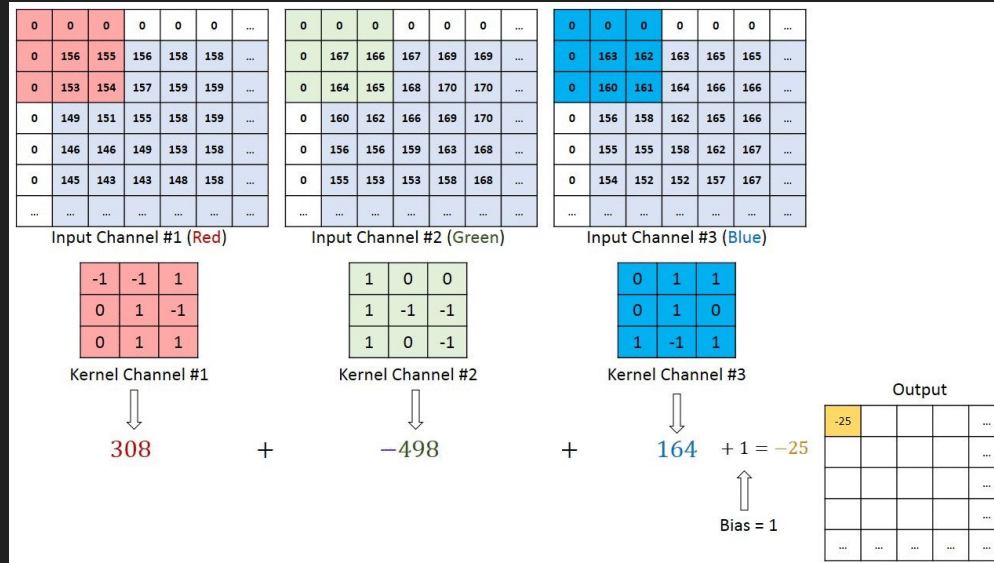 0 0 0 0 0 0 ... 0 0 0 0 0 0 ... 0 0 0 0 0 0 ...
0 156 155 156 158 158 ... 0 167 166 167 169 169 ... 0 163 162 163 165 165 ...
0 153 154 157 159 159 ... 0 164 165 168 170 170 ... 0 160 161 164 166 166 ...
0 149 151 155 158 159 ... 0 160 162 166 169 170 ... 0 156 158 162 165 166 ...
0 146 146 149 153 158 ... 0 156 156 159 163 168 ... 0 155 155 158 162 167 ...
0 145 143 143 148 158 ... 0 155 153 153 158 168 ... 0 154 152 152 157 167 ...
... ... ... ... ... ... ... ... ... ... ... ... ... ... ... ... ... ... ... ... ...
Input Channel #1 (Red) Input Channel #2 (Green) Input Channel #3 (Blue)
-1 -1 1 1 0 0 0 1 1
0 1 -1 1 -1 -1 0 1 0
0 1 1 1 0 -1 1 -1 1
Kernel Channel #1 Kernel Channel #2 Kernel Channel #3
308 + −498 + 164 + 1 = −25
Bias = 1
Output
-25 ...
...
...
...
... ... ... ... ...